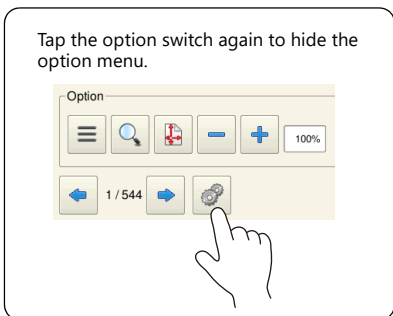 Tap the option switch again to hide the
option menu.
Option
100%
1 / 544